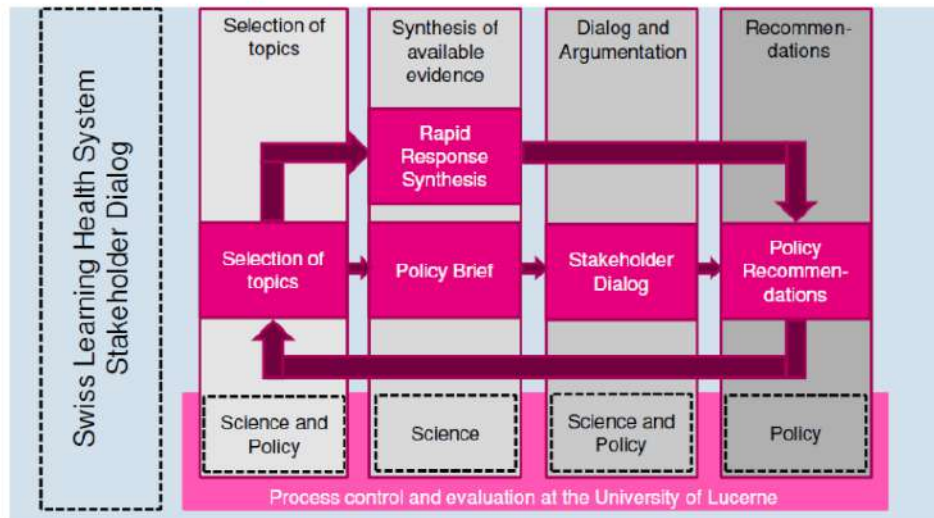 Swiss Learning Health System
Stakeholder Dialog
Selection of
topics
Synthesis of
available
evidence
Dialog and
Argumentation
Recommen-
dations
Rapid
Response
Synthesis
Selection of
topics
Policy Brief
Stakeholder
Dialog
Policy
Recommen-
dations
Science and
Policy
Science
Science and
Policy
Policy
Process control and evaluation at the University of Lucerne